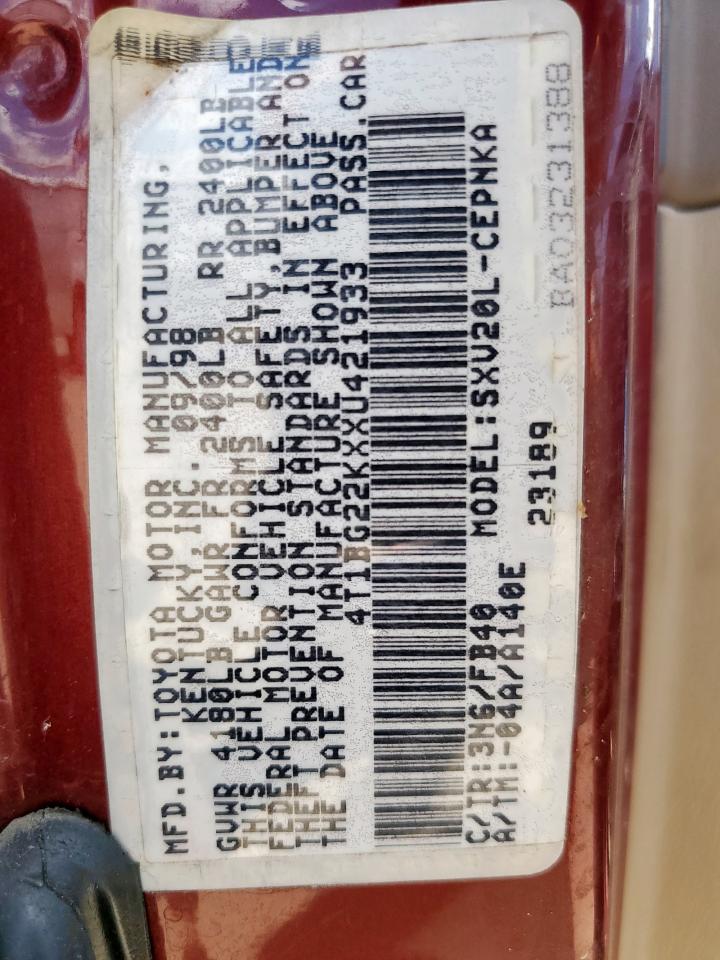 MFD.BY:TOYOTA MOTOR MANUFACTURING,
KENTUCKY,INC. 09/98
GVWR 4180LB GAWR FR 2400LB RR 2400LB
THIS VEHICLE CONFORMS TO ALL APPLICABLE
FEDERAL MOTOR VEHICLE SAFETY,BUMPER AND
THEFT PREVENTION STANDARDS IN EFFECT ON
THE DATE OF MANUFACTURE SHOWN ABOVE
4T1BG22KXXU421933 PASS.CAR
C/TR:3N6/FB40 MODEL:SXV20L-CEPNKA
A/TM:-04A/A140E
23189
BA03231388